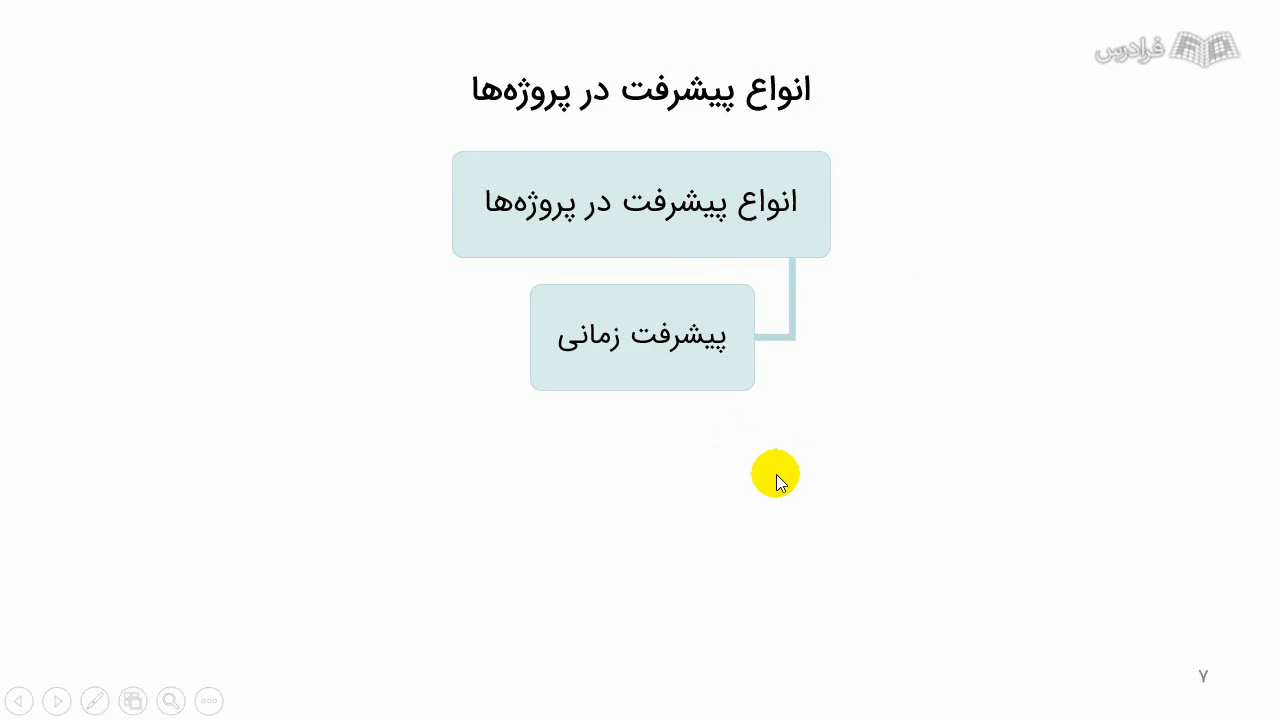 فرادرس
انواع پیشرفت در پروژه‌ها
انواع پیشرفت در پروژه‌ها
پیشرفت زمانی
۷